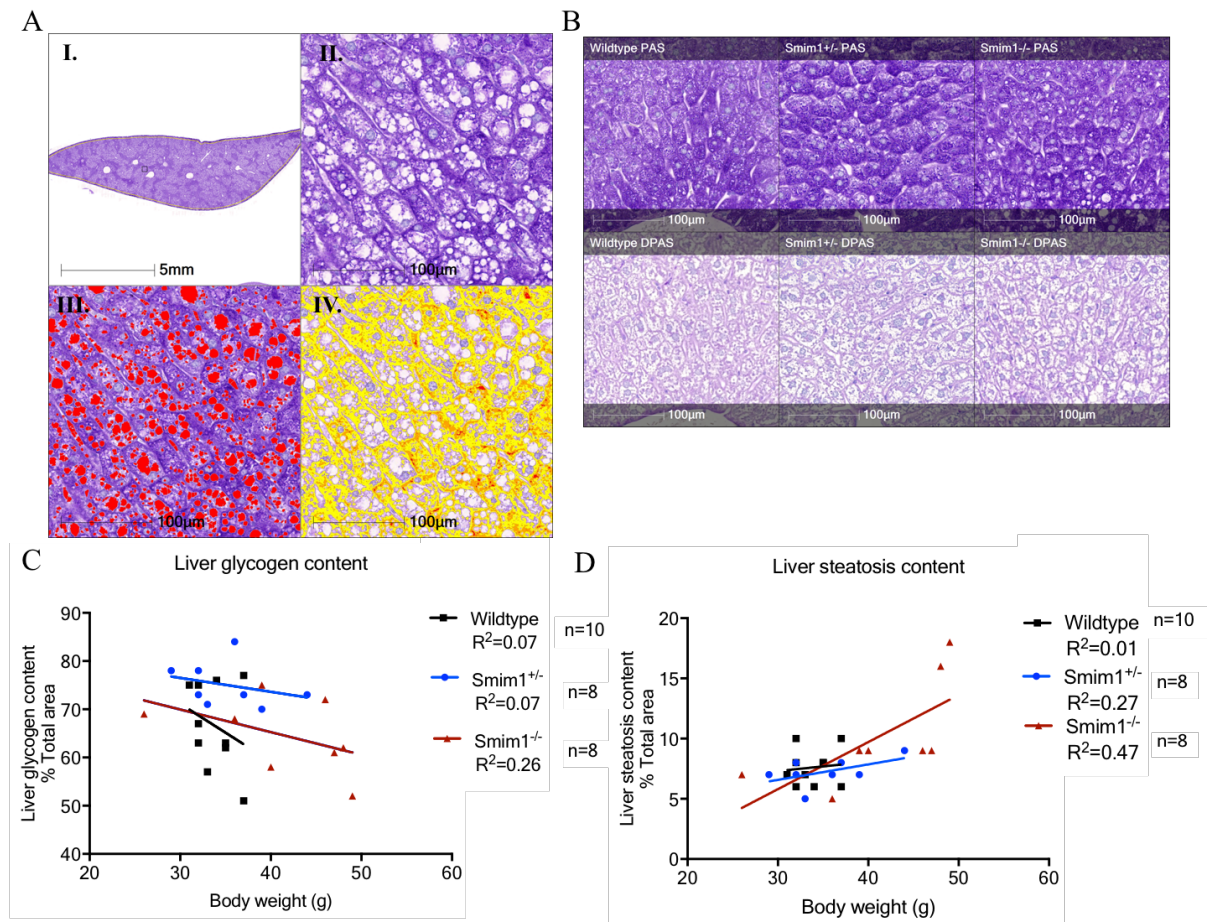 A
I.
II.
5mm
100µm
III.
IV.
100µm
100µm
B
Wildtype PAS
Smim1+/- PAS
Smim1-/- PAS
100µm
100µm
100µm
Wildtype DPAS
Smim1+/- DPAS
Smim1-/- DPAS
100µm
100µm
100µm
C
Liver glycogen content
Liver glycogen content
% Total area
90
80
70
60
50
40
20
30
40
50
60
Body weight (g)
Wildtype
R²=0.07
n=10
Smim1+/-
R²=0.07
n=8
Smim1-/-
R²=0.26
n=8
D
Liver steatosis content
Liver steatosis content
% Total area
20
15
10
5
0
20
30
40
50
60
Body weight (g)
Wildtype
R²=0.01
n=10
Smim1+/-
R²=0.27
n=8
Smim1-/-
R²=0.47
n=8